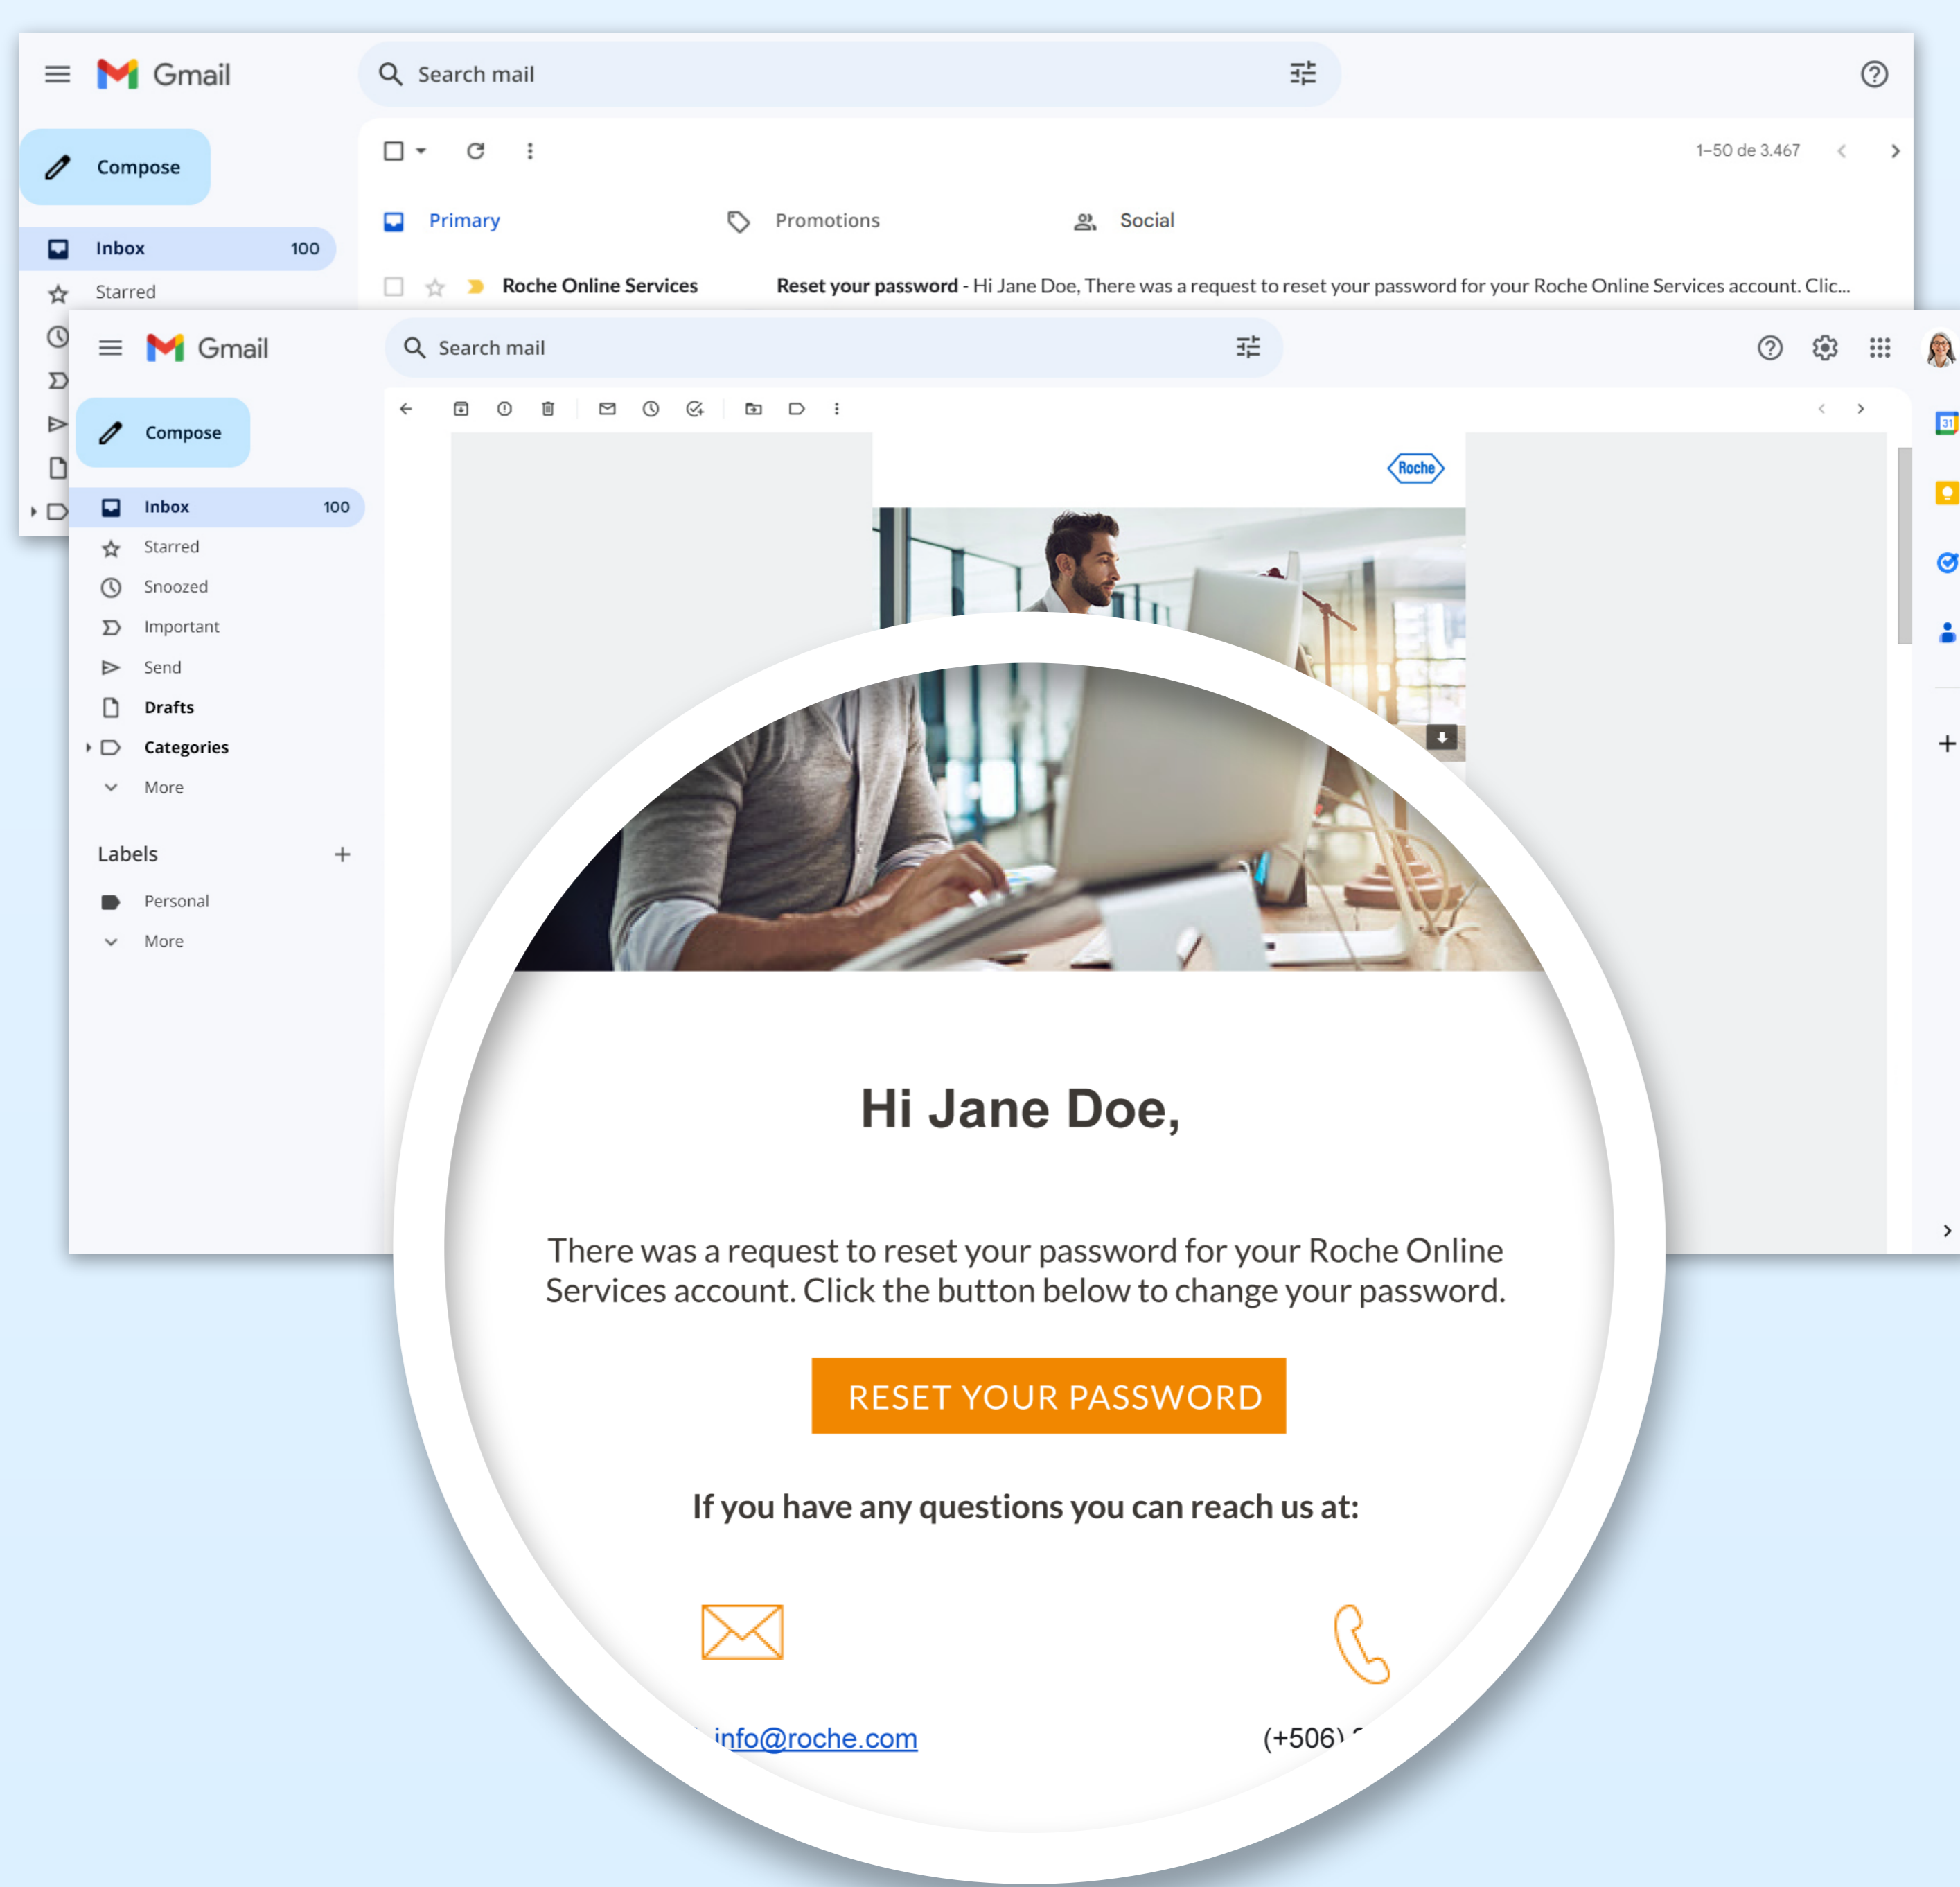 Gmail
Search mail
Compose
1–50 de 3.467
Primary
Promotions
Social
Inbox 100
Starred
Roche Online Services Reset your password - Hi Jane Doe, There was a request to reset your password for your Roche Online Services account. Clic...
Gmail
Search mail
Compose
Roche
31
Inbox 100
Starred
Snoozed
Important
Send
Drafts
Categories
More
Labels
Personal
More
Hi Jane Doe,
There was a request to reset your password for your Roche Online
Services account. Click the button below to change your password.
RESET YOUR PASSWORD
If you have any questions you can reach us at:
info@roche.com
(+506)